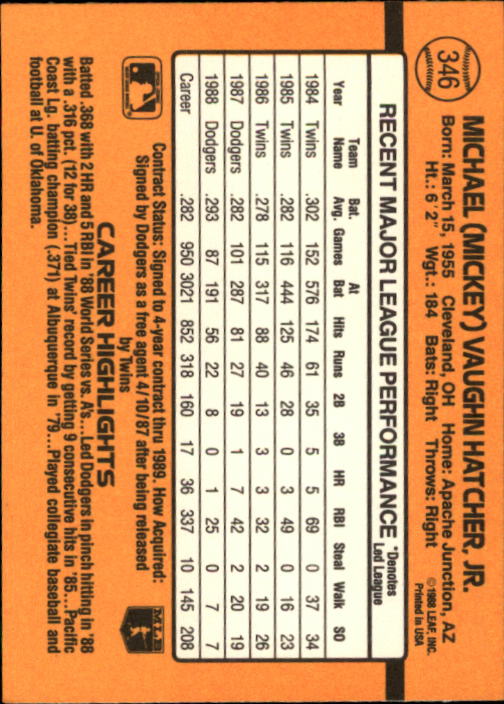 346
MICHAEL (MICKEY) VAUGHN HATCHER, JR.
Born: March 15, 1955 Cleveland, OH Home: Apache Junction, AZ
Ht.: 6'2" Wgt.: 184 Bats: Right Throws: Right
©1988 LEAF, INC.
Printed in USA
RECENT MAJOR LEAGUE PERFORMANCE *Denotes Led League
Year Team Name Bat. Avg. Games At Bat Hits Runs 2B 3B HR RBI Steal Walk SO
1984 Twins .302 152 576 174 61 35 5 5 69 0 37 34
1985 Twins .282 116 444 125 46 28 0 3 49 0 16 23
1986 Twins .278 115 317 88 40 13 3 3 32 2 19 26
1987 Dodgers .282 101 287 81 27 19 1 7 42 2 20 19
1988 Dodgers .293 87 191 56 22 8 0 1 25 0 7 7
Career .282 950 3021 852 318 160 17 36 337 10 145 208
Contract Status: Signed to 4-year contract thru 1989. How Acquired:
Signed by Dodgers as a free agent 4/10/87 after being released
by Twins
MLB
CAREER HIGHLIGHTS
Batted .368 with 2 HR and 5 RBI in '88 World Series vs A's...Led Dodgers in pinch hitting in '88
with a .316 pct. (12 for 38)....Tied Twins' record by getting 9 consecutive hits in '85....Pacific
Coast Lg. batting champion (.371) at Albuquerque in '79...Played collegiate baseball and
football at U. of Oklahoma.